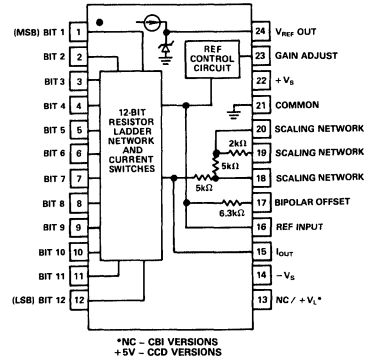 (MSB) BIT 1 1
BIT 2 2
BIT 3 3
BIT 4 4
BIT 5 5
BIT 6 6
BIT 7 7
BIT 8 8
BIT 9 9
BIT 10 10
BIT 11 11
(LSB) BIT 12 12
12-BIT
RESISTOR
LADDER
NETWORK
AND
CURRENT
SWITCHES
REF
CONTROL
CIRCUIT
2kΩ
5kΩ
5kΩ
6.3kΩ
24 VREF OUT
23 GAIN ADJUST
22 +VS
21 COMMON
20 SCALING NETWORK
19 SCALING NETWORK
18 SCALING NETWORK
17 BIPOLAR OFFSET
16 REF INPUT
15 IOUT
14 -VS
13 NC / +VL*
*NC – CBI VERSIONS
+5V – CCD VERSIONS